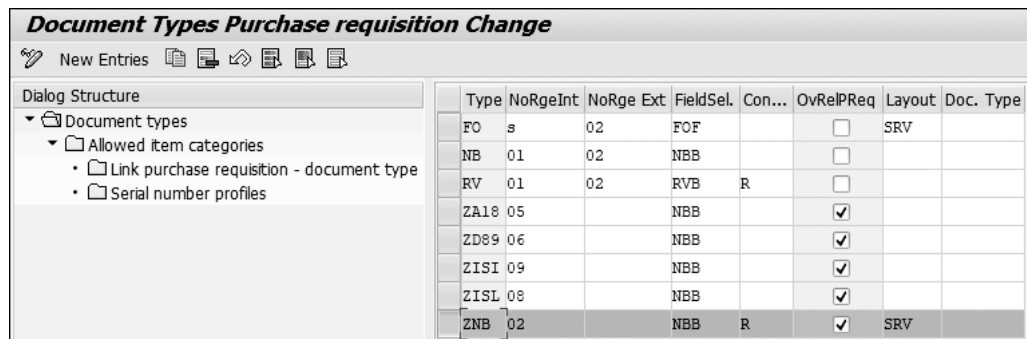 Document Types Purchase requisition Change
New Entries
Dialog Structure
Document types
Allowed item categories
Link purchase requisition - document type
Serial number profiles
Type NoRgeInt NoRge Ext FieldSel. Con... OvRelPReq Layout Doc. Type
FO s 02 FOF SRV
NB 01 02 NBB
RV 01 02 RVB R
ZA18 05 NBB
ZD89 06 NBB
ZISI 09 NBB
ZISL 08 NBB
ZNB 02 NBB R SRV